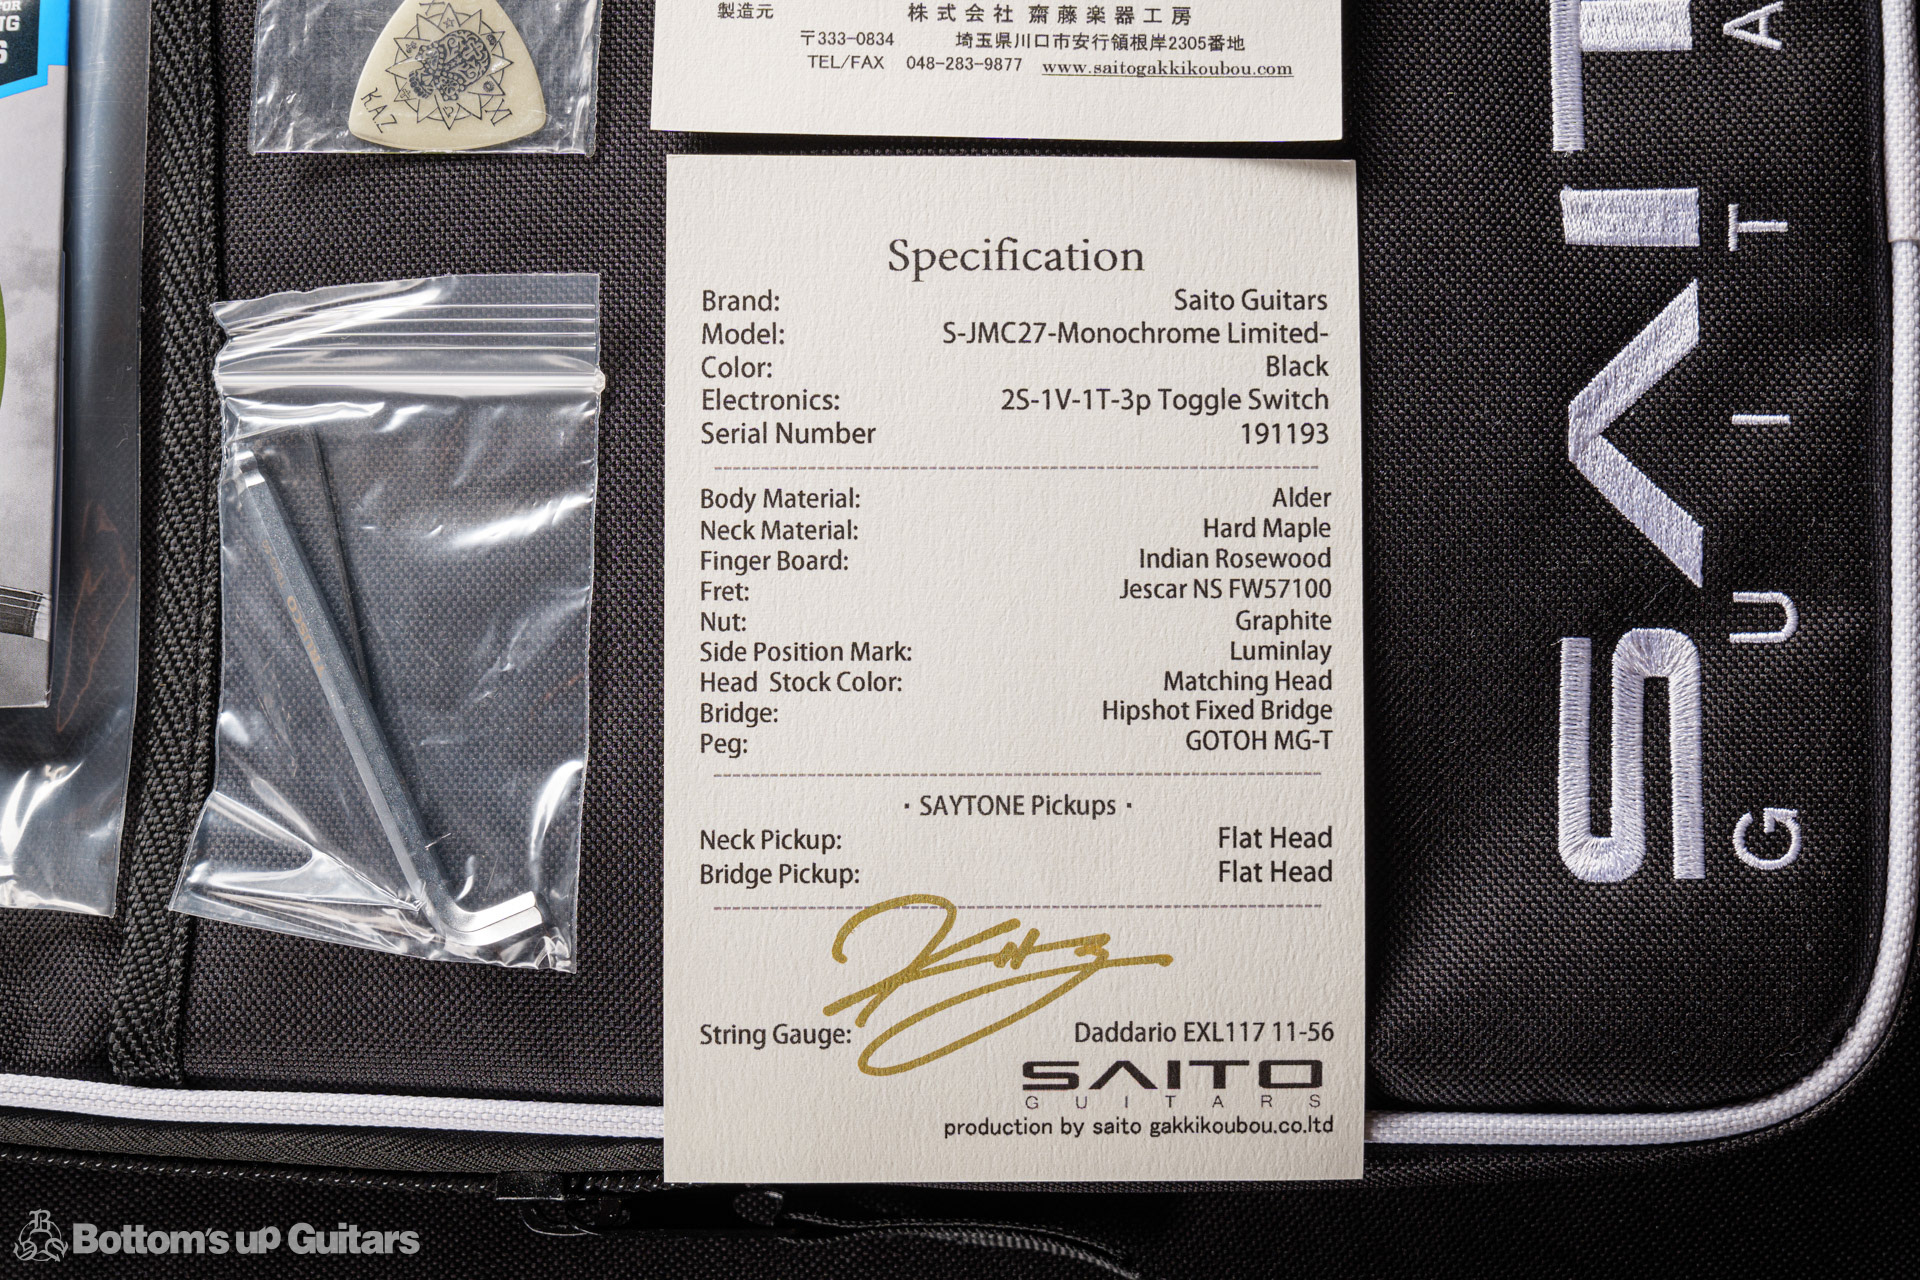 TOR
NG
S
KAZ
製造元 株式会社 齋藤楽器工房
〒333-0834 埼玉県川口市安行領根岸2305番地
TEL/FAX 048-283-9877 www.saitogakkikoubou.com
Specification
Brand: Saito Guitars
Model: S-JMC27-Monochrome Limited-
Color: Black
Electronics: 2S-1V-1T-3p Toggle Switch
Serial Number 191193
Body Material: Alder
Neck Material: Hard Maple
Finger Board: Indian Rosewood
Fret: Jescar NS FW57100
Nut: Graphite
Side Position Mark: Luminlay
Head Stock Color: Matching Head
Bridge: Hipshot Fixed Bridge
Peg: GOTOH MG-T
· SAYTONE Pickups ·
Neck Pickup: Flat Head
Bridge Pickup: Flat Head
String Gauge: Daddario EXL117 11-56
SAITO
GUITARS
production by saito gakkikoubou.co.ltd
SAIT
GUITA
Bottom's up Guitars